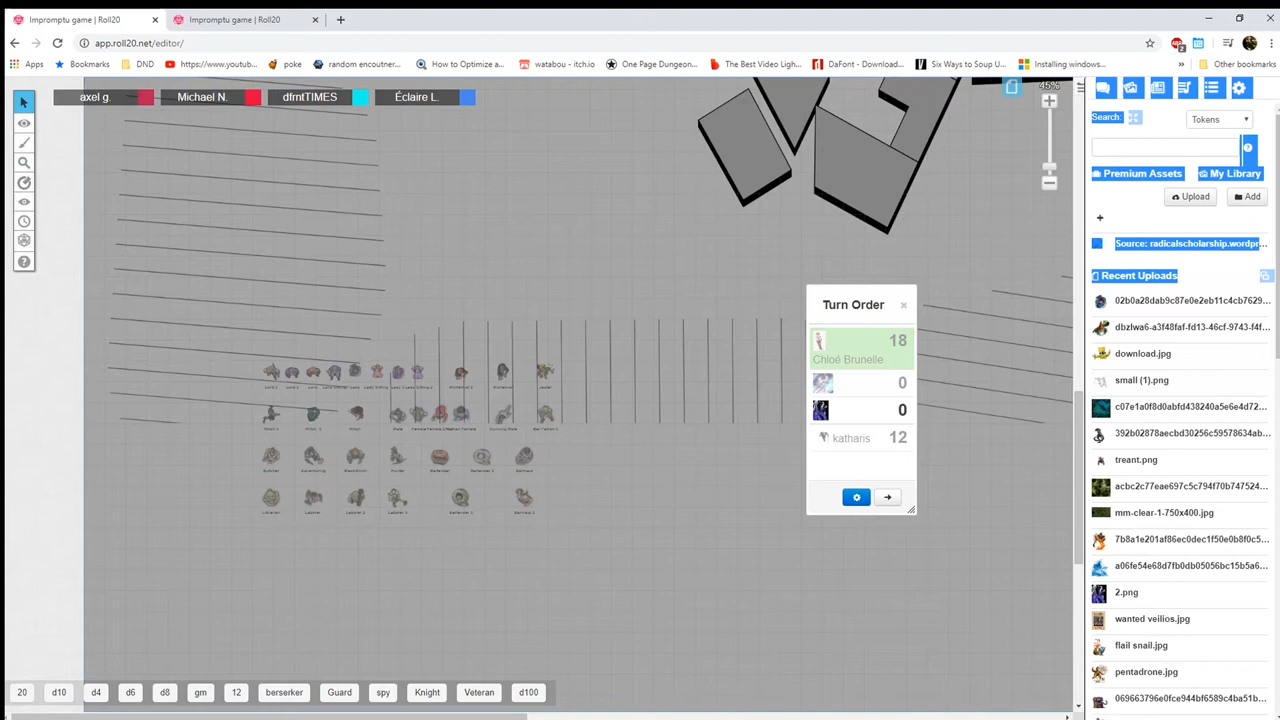 Impromptu game | Roll20
Impromptu game | Roll20
app.roll20.net/editor/
Apps
Bookmarks
DND
https://www.youtub...
poke
random encoutner...
How to Optimize a...
watabou - itch.io
One Page Dungeon...
The Best Video Ligh...
DaFont - Download...
Six Ways to Soup U...
Installing windows...
Other bookmarks
axel g.
Michael N.
dfrntTIMES
Éclaire L.
45%
Search:
Tokens
Premium Assets
My Library
Upload
Add
Source: radicalscholarship.wordpr...
Recent Uploads
02b0a28dab9c87e0e2eb11c4cb7629...
dbzlwa6-a3f48faf-fd13-46cf-9743-f4f...
download.jpg
small (1).png
c07e1a0f8d0abfd438240a5e6e4d72...
392b02878aecbd30256c59578634ab...
treant.png
acbc2c77eae697c5c794f70b747524...
mm-clear-1-750x400.jpg
7b8a1e201af86ec0dec1f50e0b8f0c5...
a06fe54e68d7fb0db05056bc15b5a6...
2.png
wanted veilios.jpg
flail snail.jpg
pentadrone.jpg
069663796e0fce944bf6589c4ba51b...
Turn Order
18
Chloé Brunelle
0
0
katharis 12
20 d10 d4 d6 d8 gm 12 berserker Guard spy Knight Veteran d100